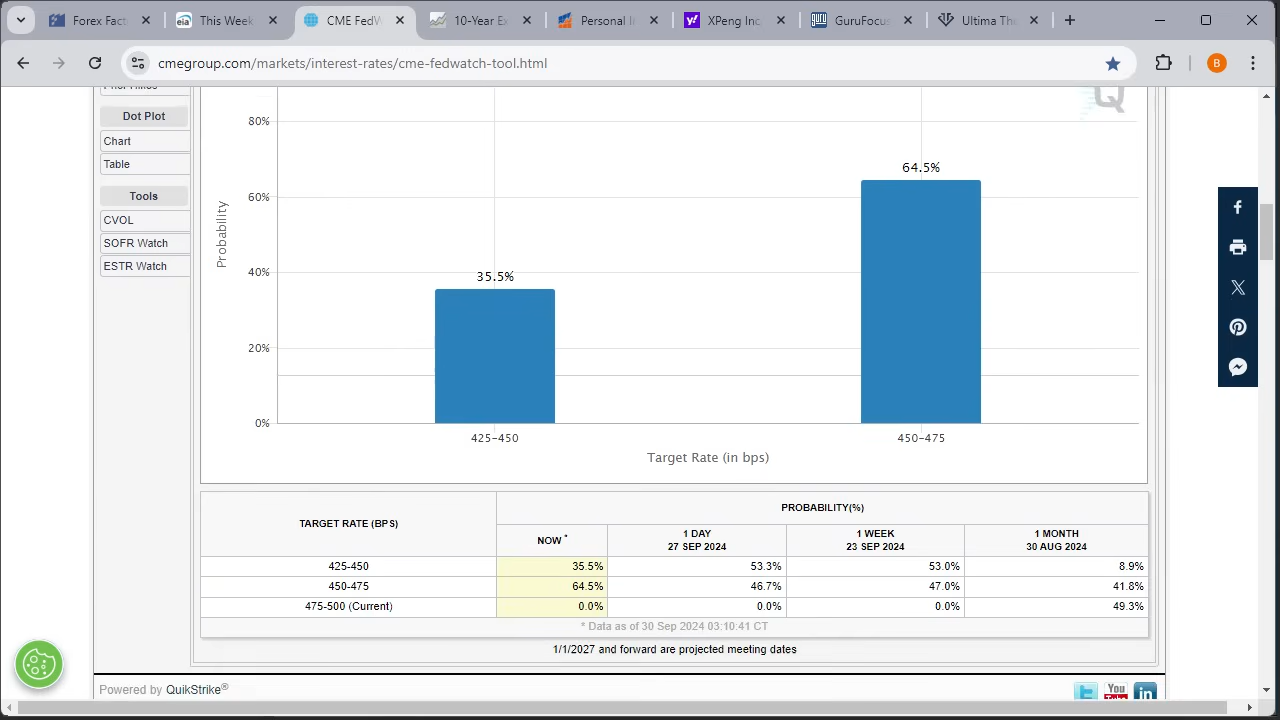 Forex Fact
eia
This Week
CME FedW
10-Year E
Persona
XPeng Inc
GuruFocus
Ultima Th
cmegroup.com/markets/interest-rates/cme-fedwatch-tool.html
B
Dot Plot
Chart
Table
Tools
CVOL
SOFR Watch
ESTR Watch
Q
80%
60%
40%
20%
0%
Probability
35.5%
64.5%
425-450
450-475
Target Rate (in bps)
TARGET RATE (BPS)
PROBABILITY(%)
NOW *
1 DAY
27 SEP 2024
1 WEEK
23 SEP 2024
1 MONTH
30 AUG 2024
425-450 35.5% 53.3% 53.0% 8.9%
450-475 64.5% 46.7% 47.0% 41.8%
475-500 (Current) 0.0% 0.0% 0.0% 49.3%
* Data as of 30 Sep 2024 03:10:41 CT
1/1/2027 and forward are projected meeting dates
Powered by QuikStrike®
You